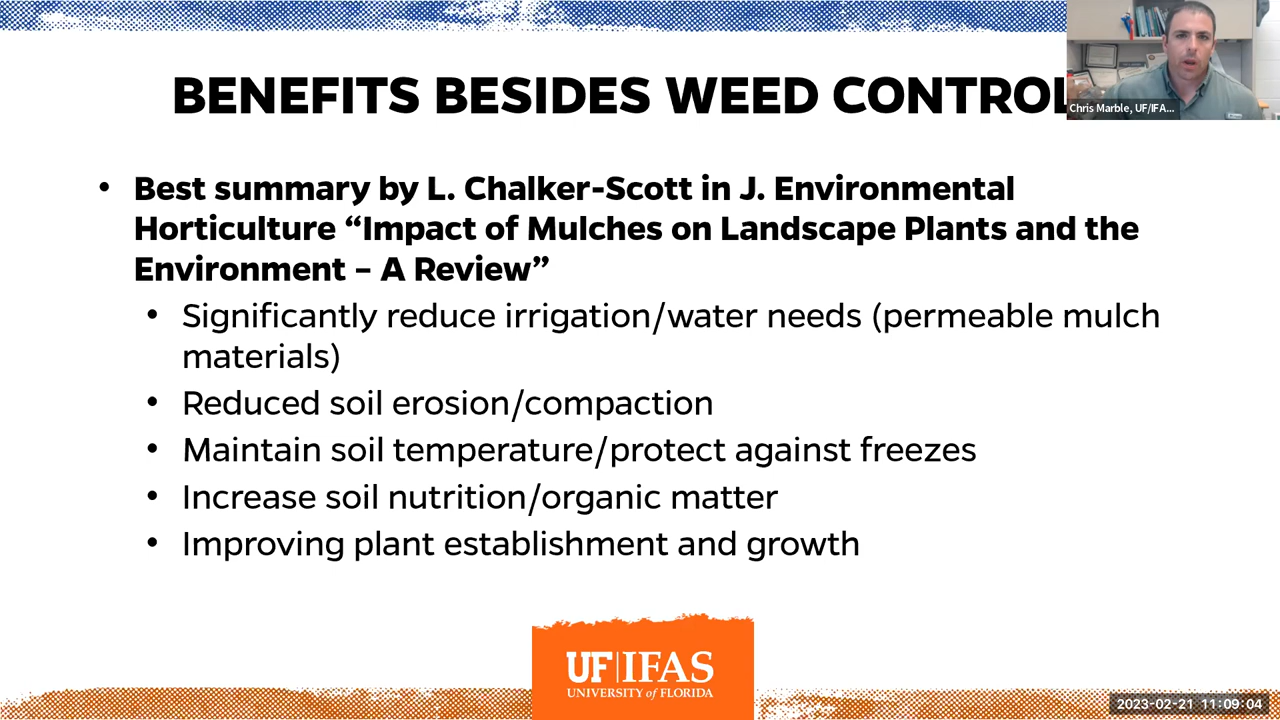 BENEFITS BESIDES WEED CONTROL
Chris Marble, UF/IFA...
• Best summary by L. Chalker-Scott in J. Environmental
Horticulture “Impact of Mulches on Landscape Plants and the
Environment – A Review”
• Significantly reduce irrigation/water needs (permeable mulch
materials)
• Reduced soil erosion/compaction
• Maintain soil temperature/protect against freezes
• Increase soil nutrition/organic matter
• Improving plant establishment and growth
UF|IFAS
UNIVERSITY of FLORIDA
2023-02-21 11:09:04